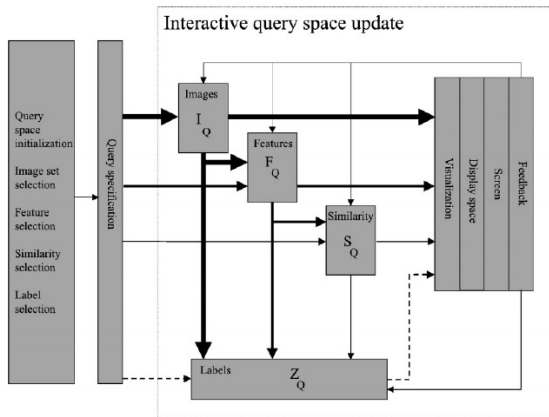 Interactive query space update
Query
space
initialization
Image set
selection
Feature
selection
Similarity
selection
Label
selection
Query specification
Images
I
Q
Features
F
Q
Similarity
S
Q
Labels
Z
Q
Visualization
Display space
Screen
Feedback